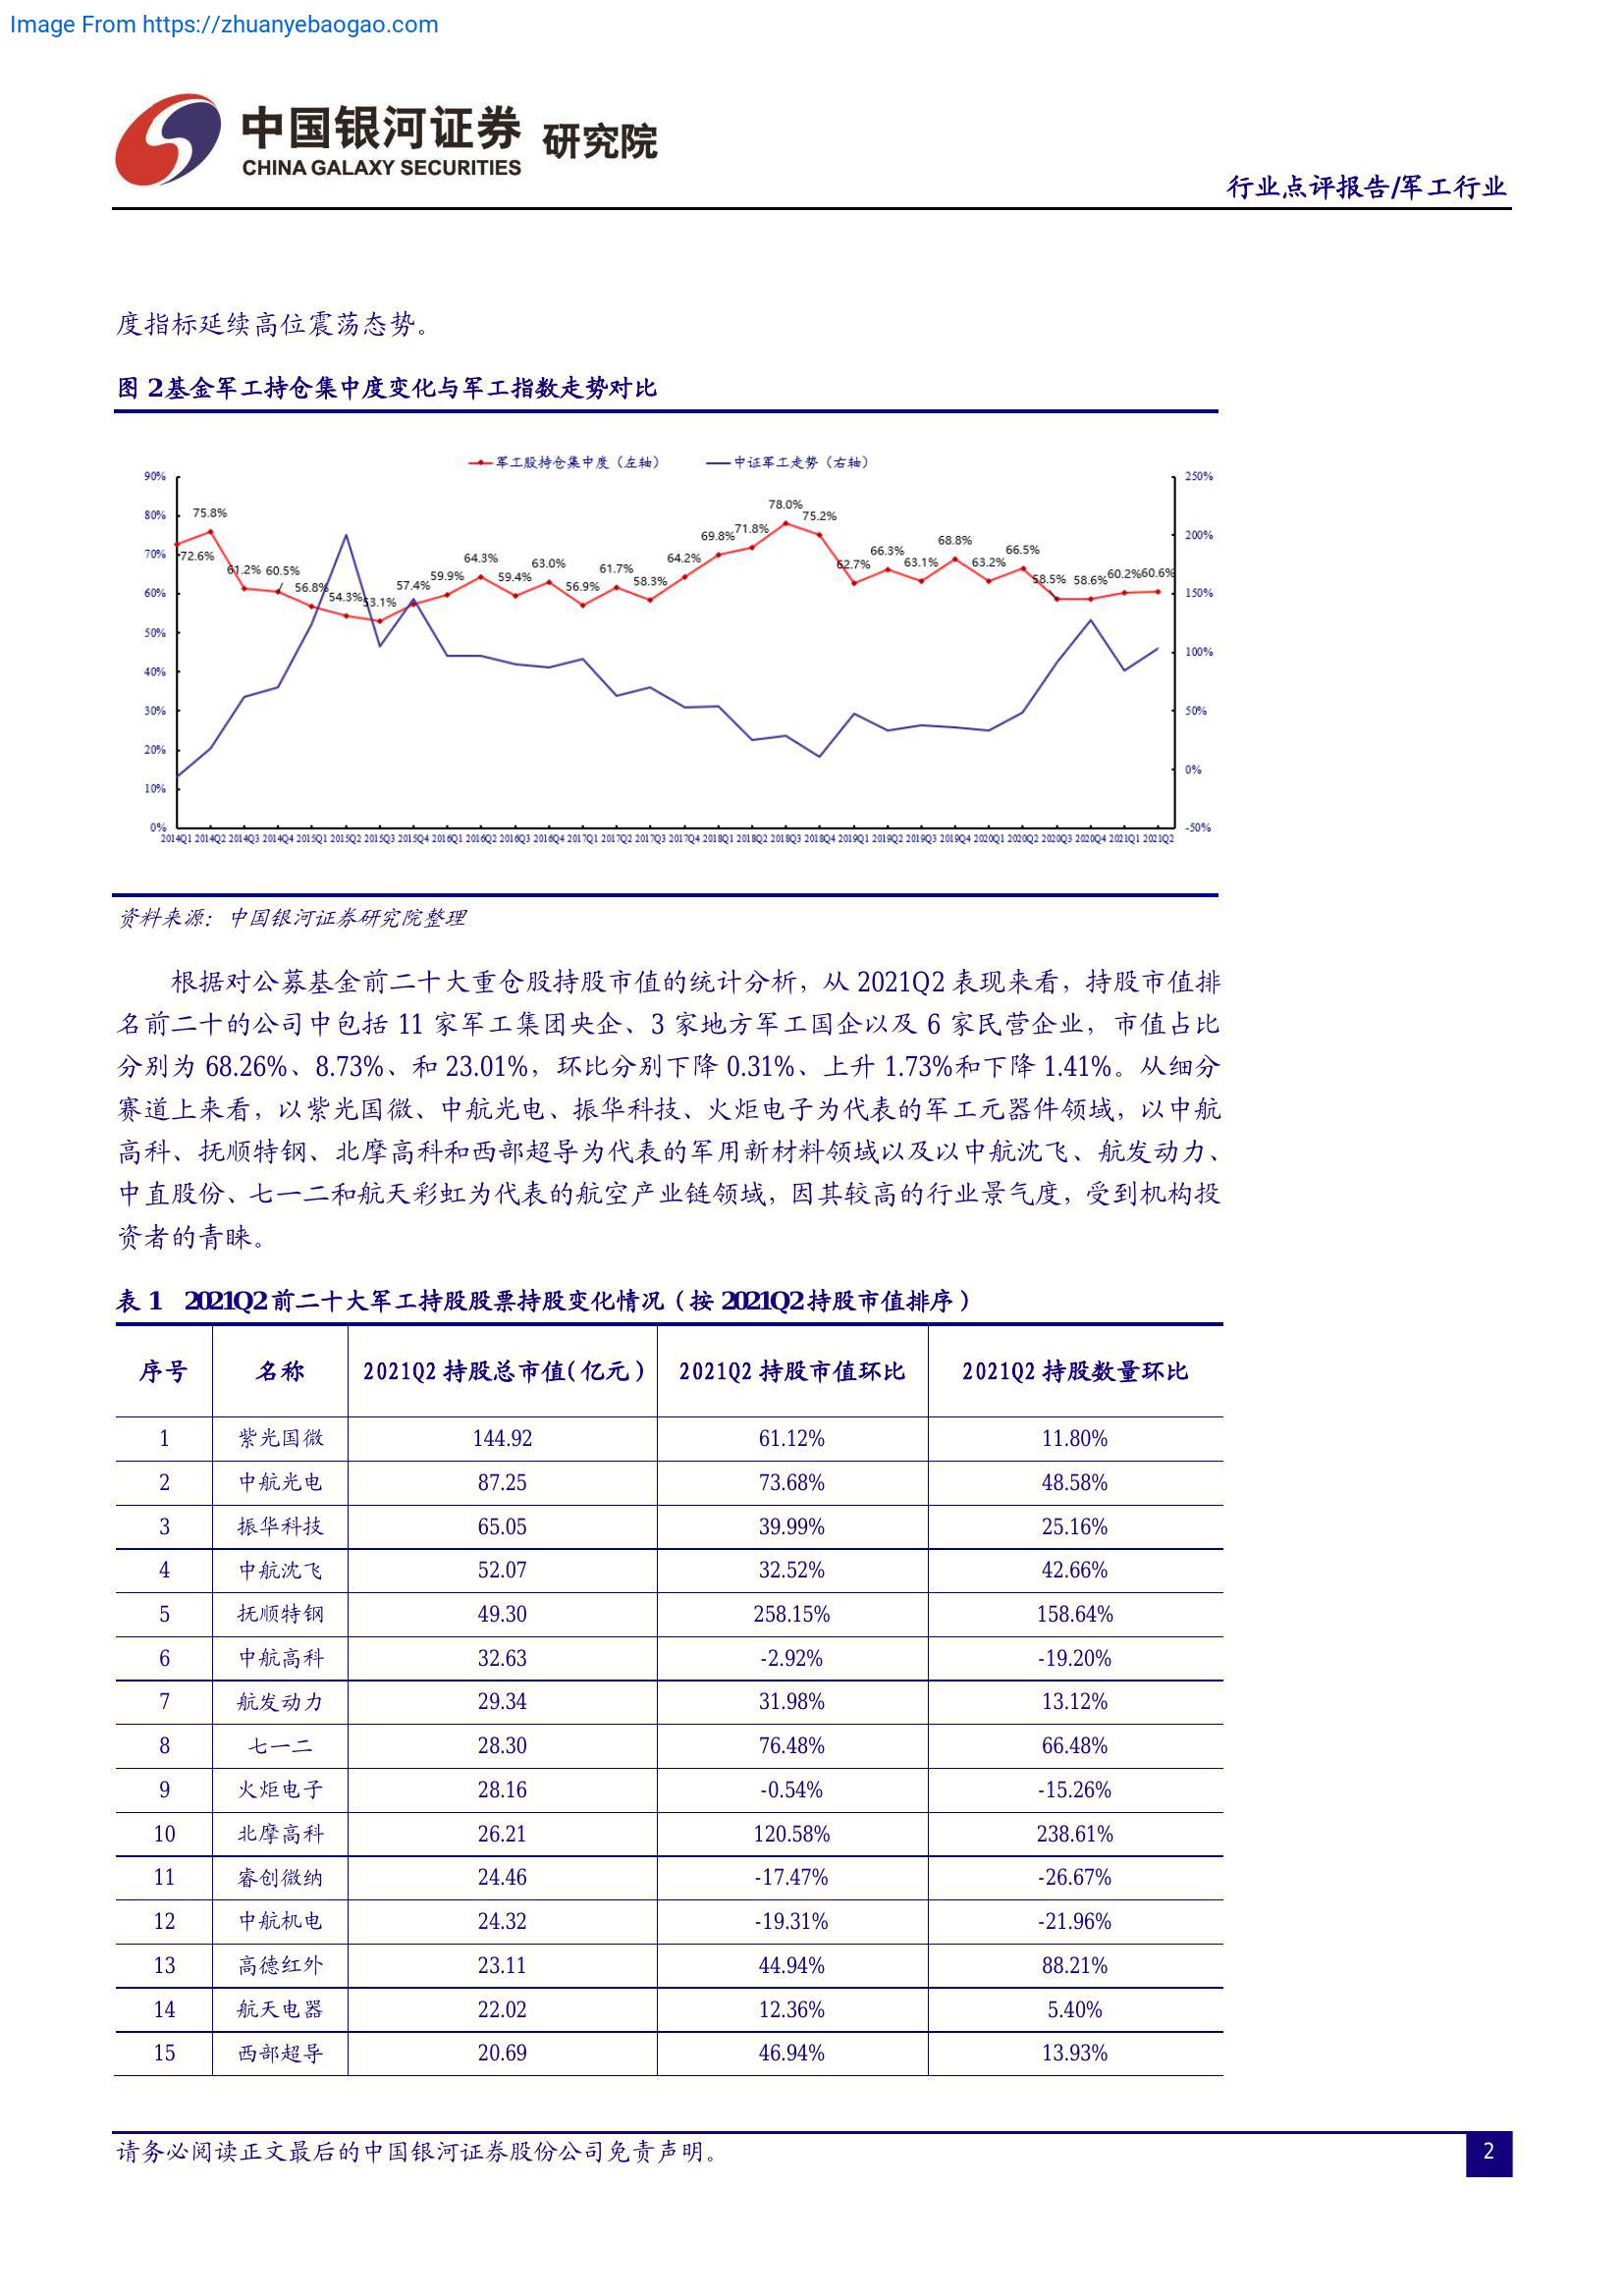 Image From https://zhuanyebaogao.com
中国银河证券 研究院
CHINA GALAXY SECURITIES
行业点评报告/军工行业
度指标延续高位震荡态势。
图 2基金军工持仓集中度变化与军工指数走势对比
军工股持仓集中度（左轴） 中证军工走势（右轴）
90% 80% 70% 60% 50% 40% 30% 20% 10% 0%
72.6% 75.8% 61.2% 60.5% 56.8% 54.3% 53.1% 57.4% 59.9% 64.3% 59.4% 63.0% 56.9% 61.7% 58.3% 64.2% 69.8% 71.8% 78.0% 75.2% 62.7% 66.3% 63.1% 68.8% 63.2% 66.5% 58.5% 58.6% 60.2% 60.6%
250% 200% 150% 100% 50% 0% -50%
2014Q1 2014Q2 2014Q3 2014Q4 2015Q1 2015Q2 2015Q3 2015Q4 2016Q1 2016Q2 2016Q3 2016Q4 2017Q1 2017Q2 2017Q3 2017Q4 2018Q1 2018Q2 2018Q3 2018Q4 2019Q1 2019Q2 2019Q3 2019Q4 2020Q1 2020Q2 2020Q3 2020Q4 2021Q1 2021Q2
资料来源：中国银河证券研究院整理
根据对公募基金前二十大重仓股持股市值的统计分析，从 2021Q2 表现来看，持股市值排
名前二十的公司中包括 11 家军工集团央企、3 家地方军工国企以及 6 家民营企业，市值占比
分别为 68.26%、8.73%、和 23.01%，环比分别下降 0.31%、上升 1.73%和下降 1.41%。从细分
赛道上来看，以紫光国微、中航光电、振华科技、火炬电子为代表的军工元器件领域，以中航
高科、抚顺特钢、北摩高科和西部超导为代表的军用新材料领域以及以中航沈飞、航发动力、
中直股份、七一二和航天彩虹为代表的航空产业链领域，因其较高的行业景气度，受到机构投
资者的青睐。
表 1 2021Q2 前二十大军工持股股票持股变化情况（按 2021Q2 持股市值排序）
序号 名称 2021Q2 持股总市值(亿元) 2021Q2 持股市值环比 2021Q2 持股数量环比
1 紫光国微 144.92 61.12% 11.80%
2 中航光电 87.25 73.68% 48.58%
3 振华科技 65.05 39.99% 25.16%
4 中航沈飞 52.07 32.52% 42.66%
5 抚顺特钢 49.30 258.15% 158.64%
6 中航高科 32.63 -2.92% -19.20%
7 航发动力 29.34 31.98% 13.12%
8 七一二 28.30 76.48% 66.48%
9 火炬电子 28.16 -0.54% -15.26%
10 北摩高科 26.21 120.58% 238.61%
11 睿创微纳 24.46 -17.47% -26.67%
12 中航机电 24.32 -19.31% -21.96%
13 高德红外 23.11 44.94% 88.21%
14 航天电器 22.02 12.36% 5.40%
15 西部超导 20.69 46.94% 13.93%
请务必阅读正文最后的中国银河证券股份公司免责声明。
2